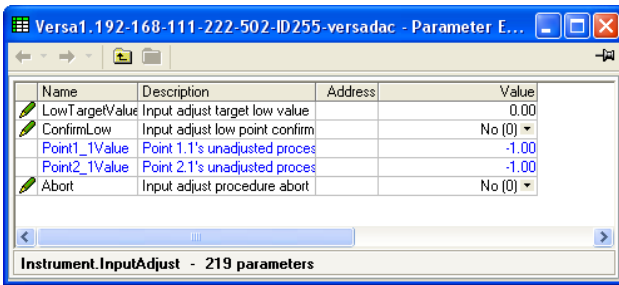 Versa1.192-168-111-222-502-ID255-versadac - Parameter E...
Name Description Address Value
LowTargetValue Input adjust target low value 0.00
ConfirmLow Input adjust low point confirm No (0)
Point1_1Value Point 1.1's unadjusted proces -1.00
Point2_1Value Point 2.1's unadjusted proces -1.00
Abort Input adjust procedure abort No (0)
Instrument.InputAdjust - 219 parameters